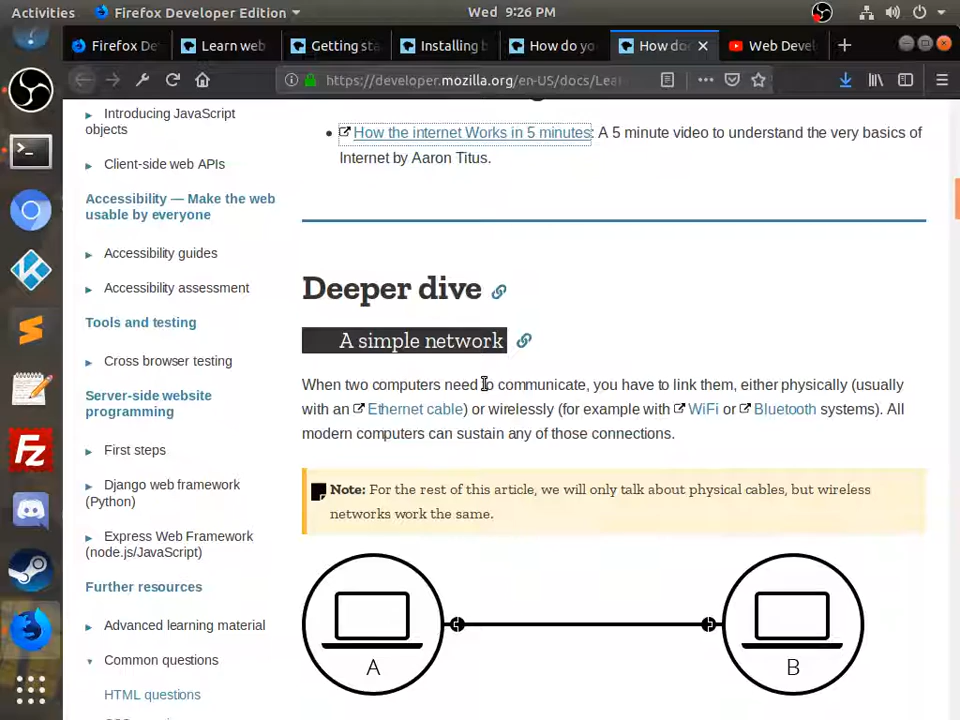 Activities
Firefox Developer Edition
Wed 9:26 PM
Firefox De
Learn web
Getting sta
Installing b
How do yo
How do
Web Devel
https://developer.mozilla.org/en-US/docs/Lea
Introducing JavaScript
objects
Client-side web APIs
Accessibility — Make the web
usable by everyone
Accessibility guides
Accessibility assessment
Tools and testing
Cross browser testing
Server-side website
programming
First steps
Django web framework
(Python)
Express Web Framework
(node.js/JavaScript)
Further resources
Advanced learning material
Common questions
HTML questions
How the internet Works in 5 minutes: A 5 minute video to understand the very basics of
Internet by Aaron Titus.
Deeper dive
A simple network
When two computers need to communicate, you have to link them, either physically (usually
with an Ethernet cable) or wirelessly (for example with WiFi or Bluetooth systems). All
modern computers can sustain any of those connections.
Note: For the rest of this article, we will only talk about physical cables, but wireless
networks work the same.
A
B